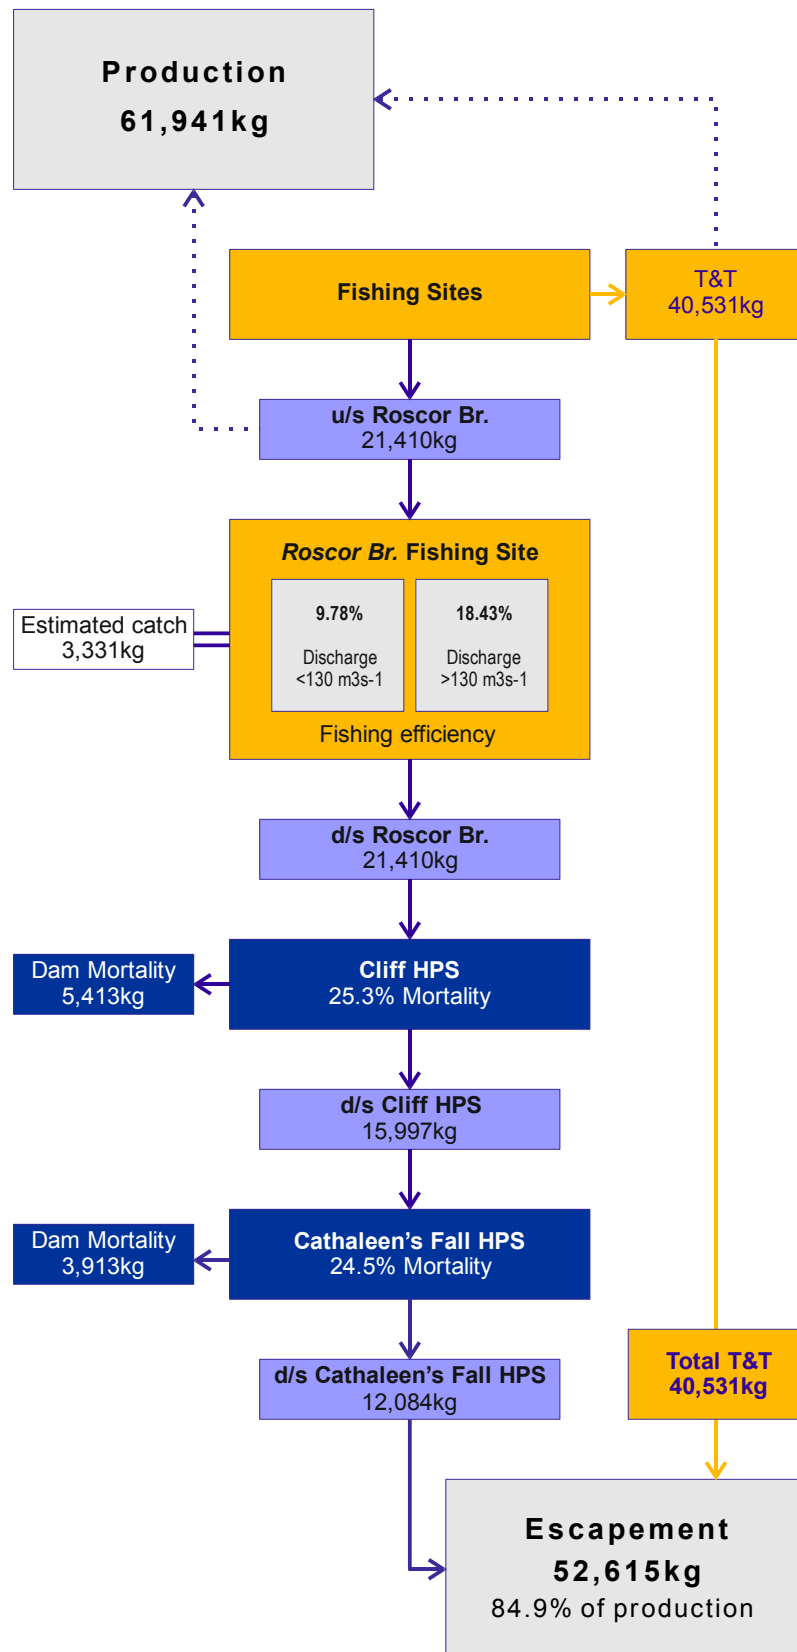 Production
61,941kg
Fishing Sites
T&T
40,531kg
u/s Roscor Br.
21,410kg
Roscor Br. Fishing Site
Estimated catch
3,331kg
9.78%
Discharge
<130 m3s-1
18.43%
Discharge
>130 m3s-1
Fishing efficiency
d/s Roscor Br.
21,410kg
Dam Mortality
5,413kg
Cliff HPS
25.3% Mortality
d/s Cliff HPS
15,997kg
Dam Mortality
3,913kg
Cathaleen’s Fall HPS
24.5% Mortality
d/s Cathaleen’s Fall HPS
12,084kg
Total T&T
40,531kg
Escapement
52,615kg
84.9% of production